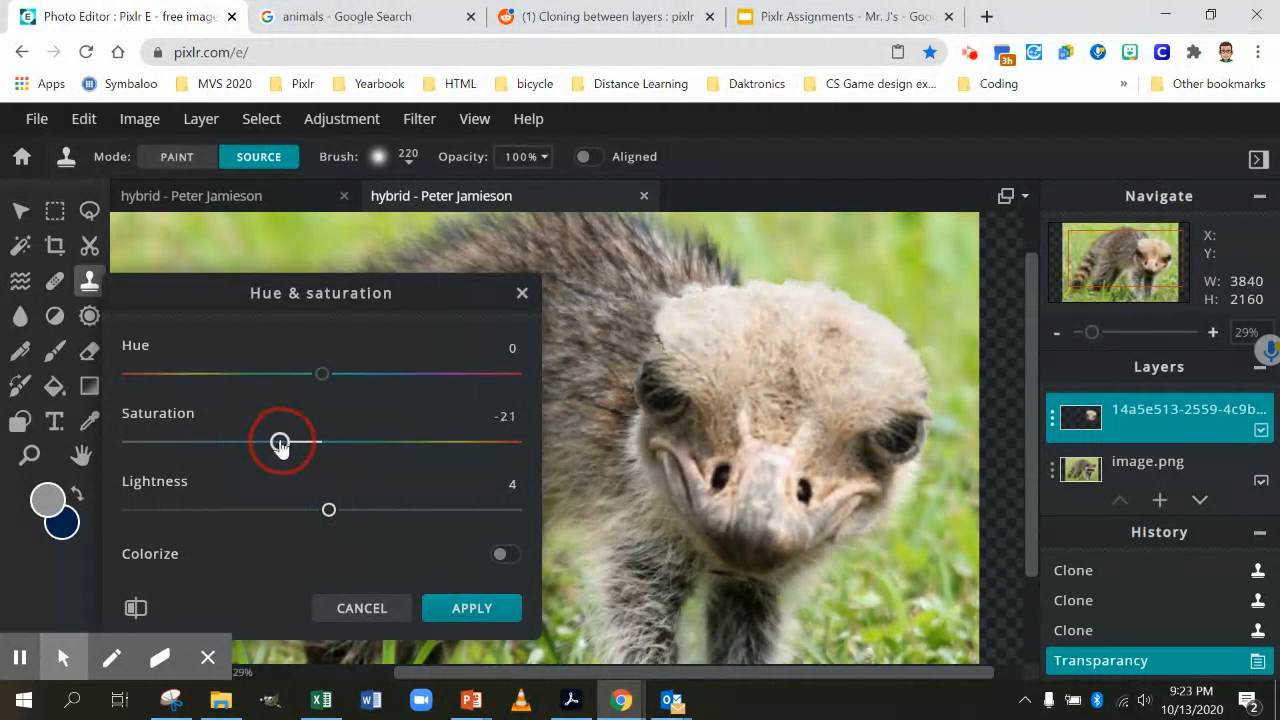 Photo Editor : Pixlr E - free image
animals - Google Search
(1) Cloning between layers : pixlr
Pixlr Assignments - Mr. J's - Goo
pixlr.com/e/
3h
Apps
Symbaloo
MVS 2020
Pixlr
Yearbook
HTML
bicycle
Distance Learning
Daktronics
CS Game design ex...
Coding
»
Other bookmarks
File Edit Image Layer Select Adjustment Filter View Help
Mode: PAINT SOURCE Brush: 220 Opacity: 100% Aligned
hybrid - Peter Jamieson
hybrid - Peter Jamieson
Navigate
X:
Y:
W: 3840
H: 2160
- + 29%
Hue & saturation
Hue 0
Saturation -21
Lightness 4
Colorize
CANCEL APPLY
Layers
14a5e513-2559-4c9b...
image.png
History
Clone
Clone
Clone
Transparancy
29%
9:23 PM
10/13/2020
2